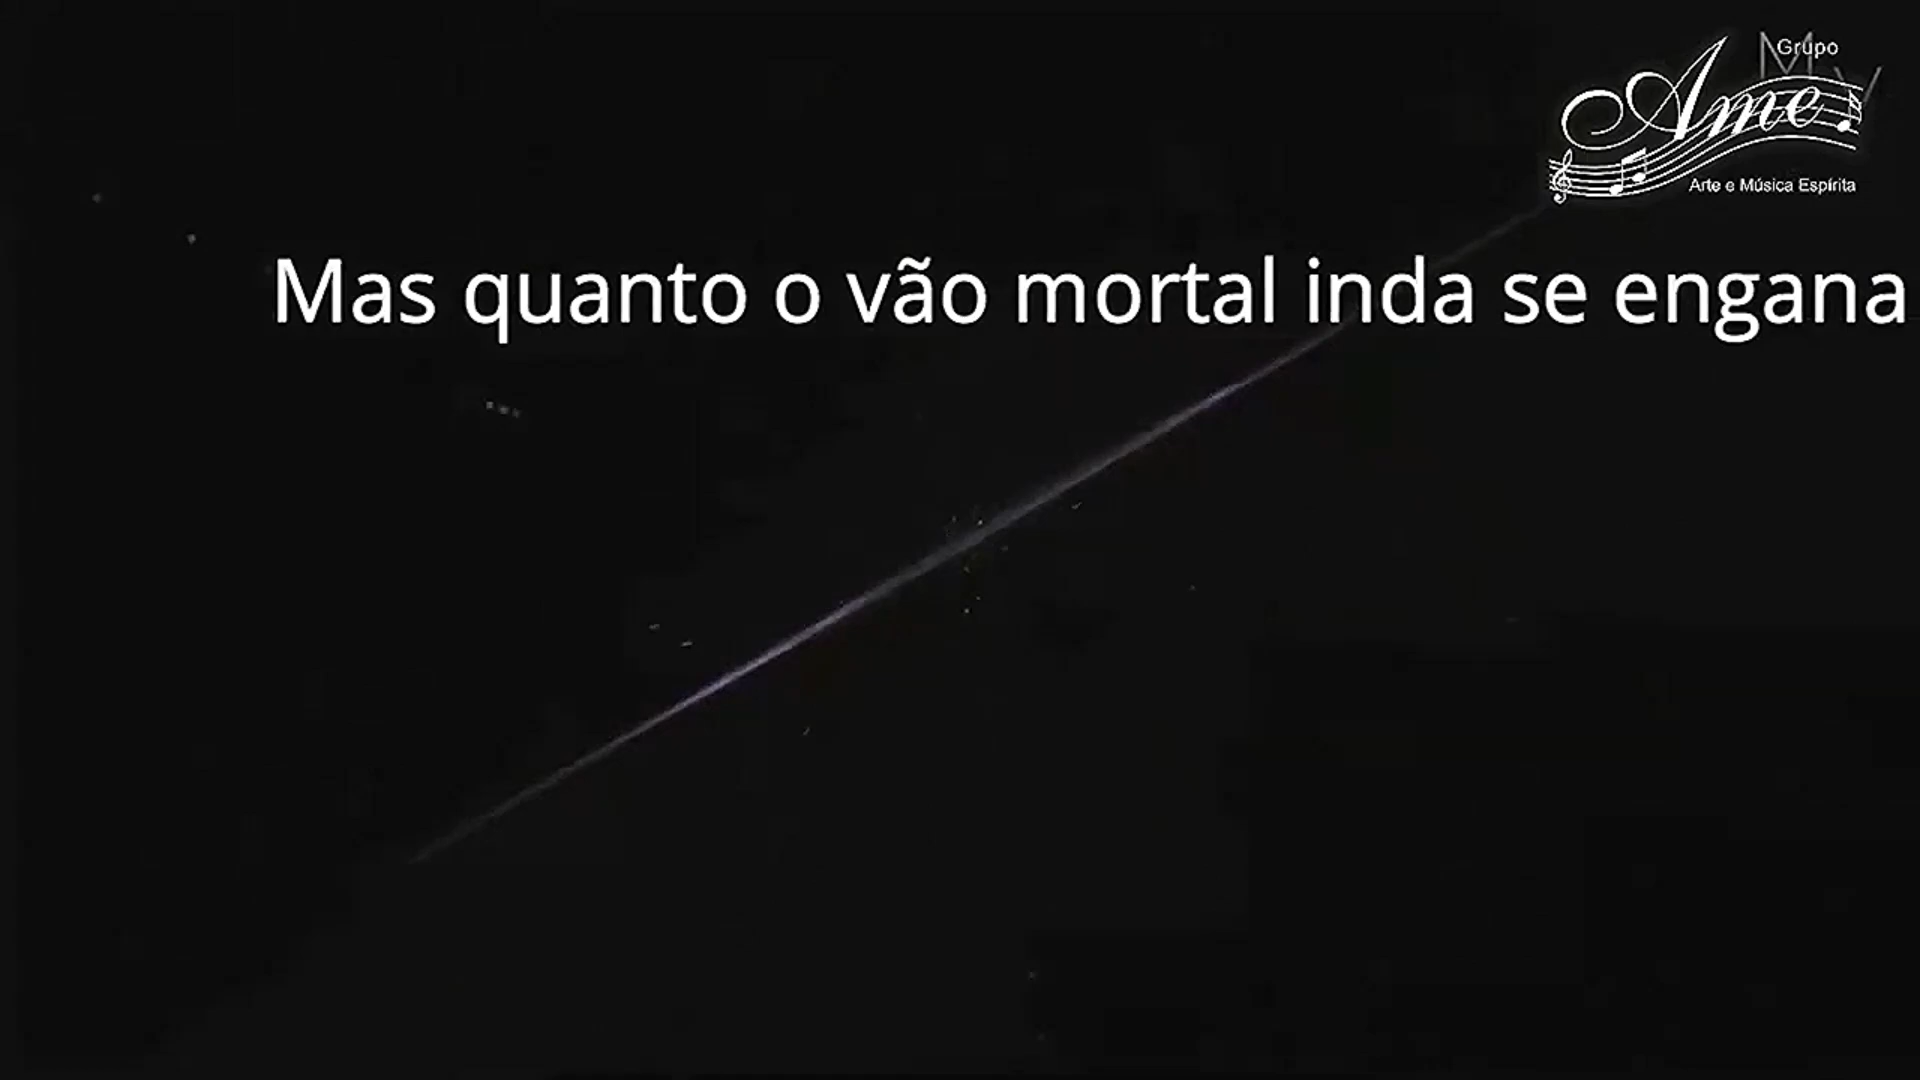 Grupo
Ame
Arte e Música Espírita
Mas quanto o vão mortal inda se engana